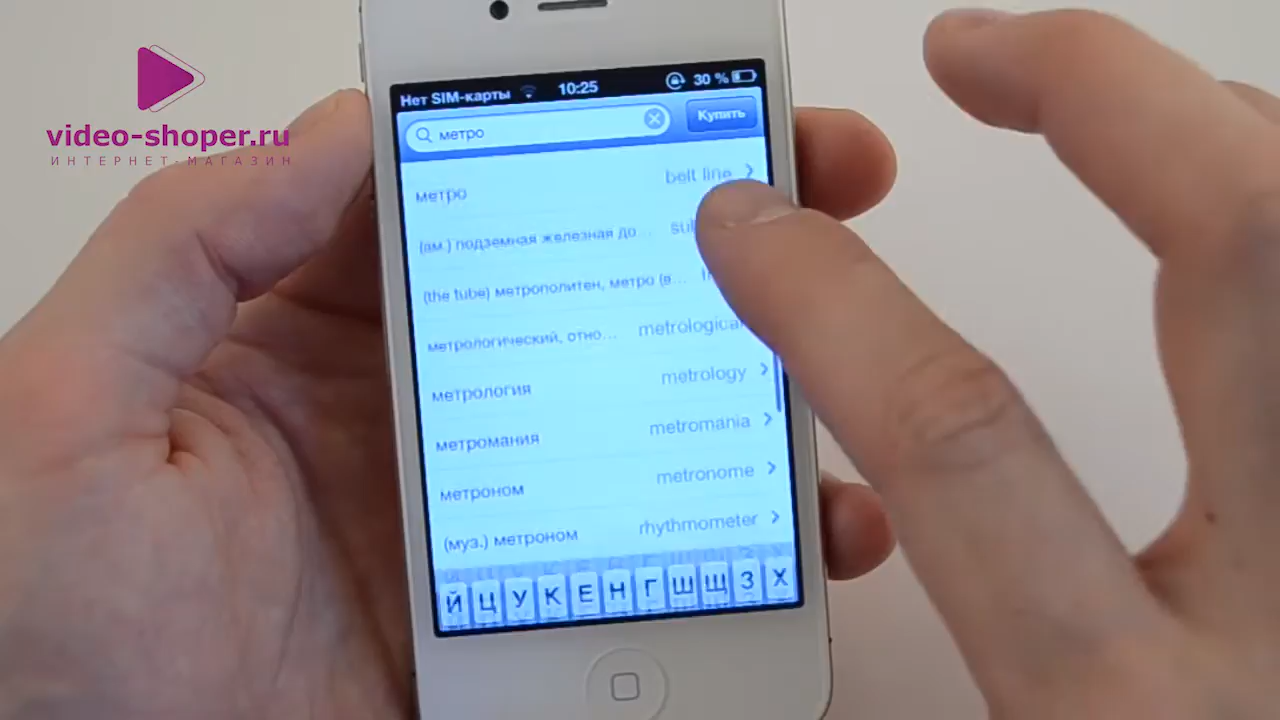 video-shoper.ru
ИНТЕРНЕТ-МАГАЗИН
Нет SIM-карты 10:25 30 %
метро Купить
метро belt line
(ам.) подземная железная до...
(the tube) метрополитен, метро (в...
метрологический, отно... metrological
метрология metrology
метромания metromania
метроном metronome
(муз.) метроном rhythmometer
Й Ц У К Е Н Г Ш Щ З Х